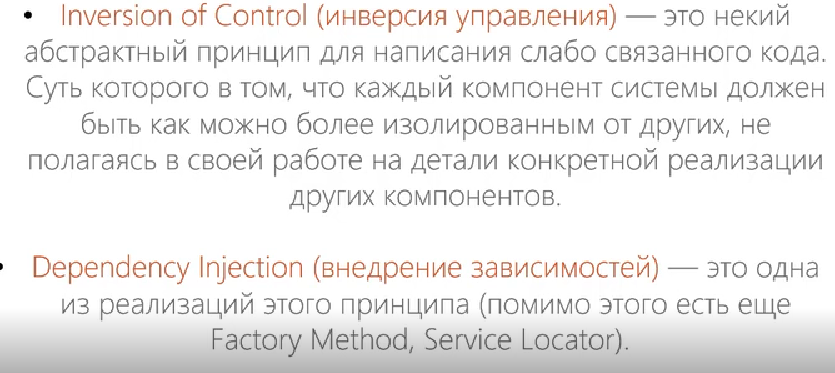 • Inversion of Control (инверсия управления) — это некий
абстрактный принцип для написания слабо связанного кода.
Суть которого в том, что каждый компонент системы должен
быть как можно более изолированным от других, не
полагаясь в своей работе на детали конкретной реализации
других компонентов.
• Dependency Injection (внедрение зависимостей) — это одна
из реализаций этого принципа (помимо этого есть еще
Factory Method, Service Locator).